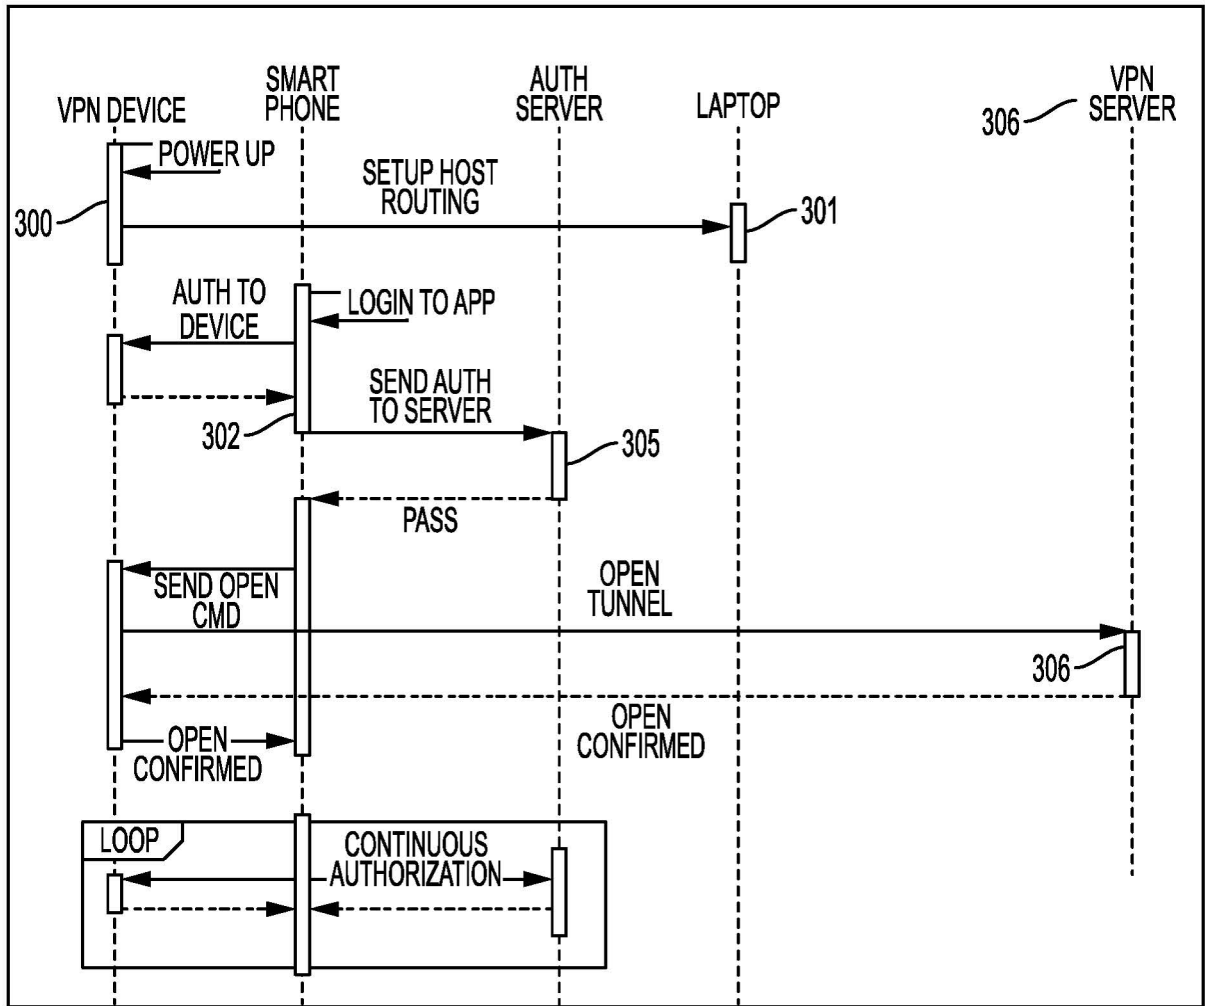 VPN DEVICE
SMART
PHONE
AUTH
SERVER
LAPTOP
306
VPN
SERVER
POWER UP
300
SETUP HOST
ROUTING
301
AUTH TO
DEVICE
LOGIN TO APP
302
SEND AUTH
TO SERVER
305
PASS
SEND OPEN
CMD
OPEN
TUNNEL
306
OPEN
CONFIRMED
OPEN
CONFIRMED
LOOP
CONTINUOUS
AUTHORIZATION